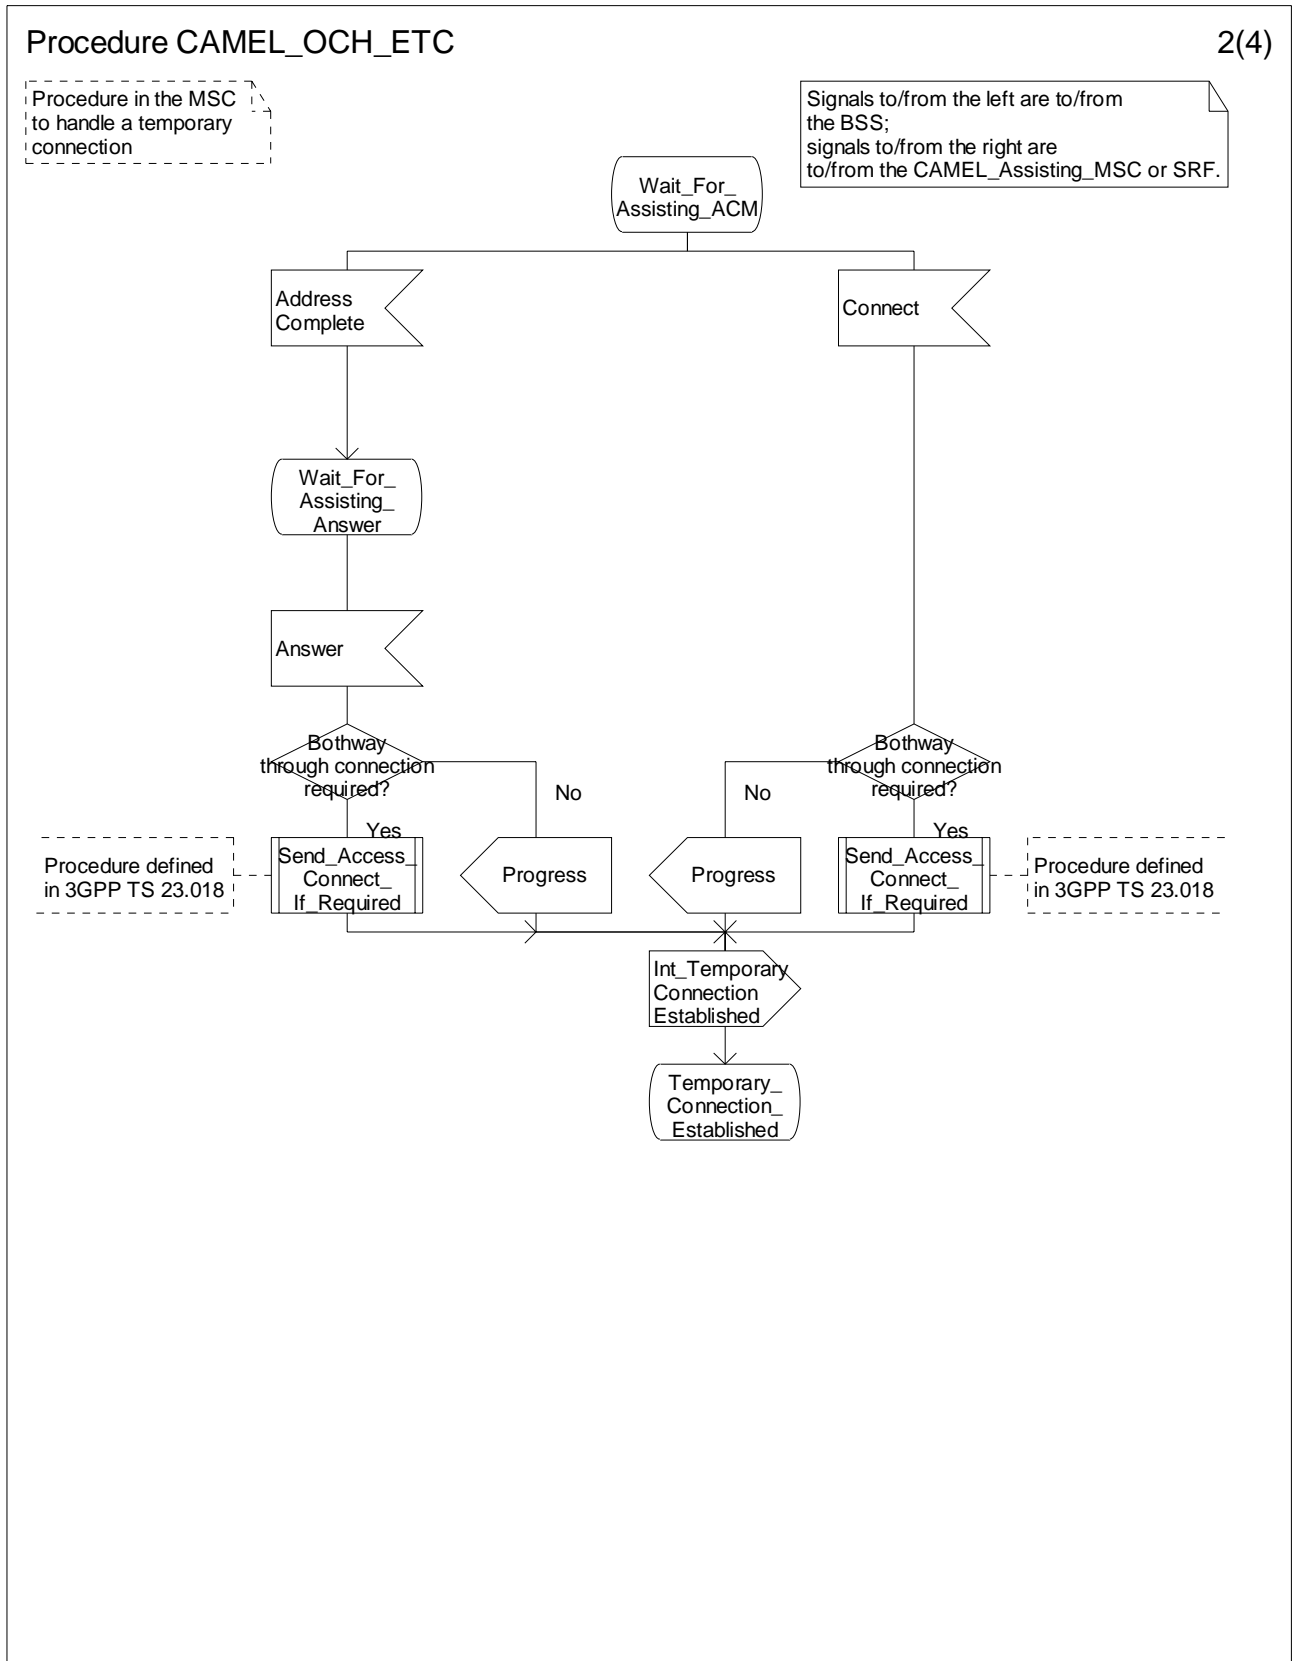 Procedure CAMEL_OCH_ETC
2(4)
Procedure in the MSC
to handle a temporary
connection
Signals to/from the left are to/from
the BSS;
signals to/from the right are
to/from the CAMEL_Assisting_MSC or SRF.
Wait_For_
Assisting_ACM
Address
Complete
Connect
Wait_For_
Assisting_
Answer
Answer
Bothway
through connection
required?
No
Yes
No
Bothway
through connection
required?
Yes
Procedure defined
in 3GPP TS 23.018
Send_Access_
Connect_
If_Required
Progress
Progress
Send_Access_
Connect_
If_Required
Procedure defined
in 3GPP TS 23.018
Int_Temporary
Connection
Established
Temporary_
Connection_
Established